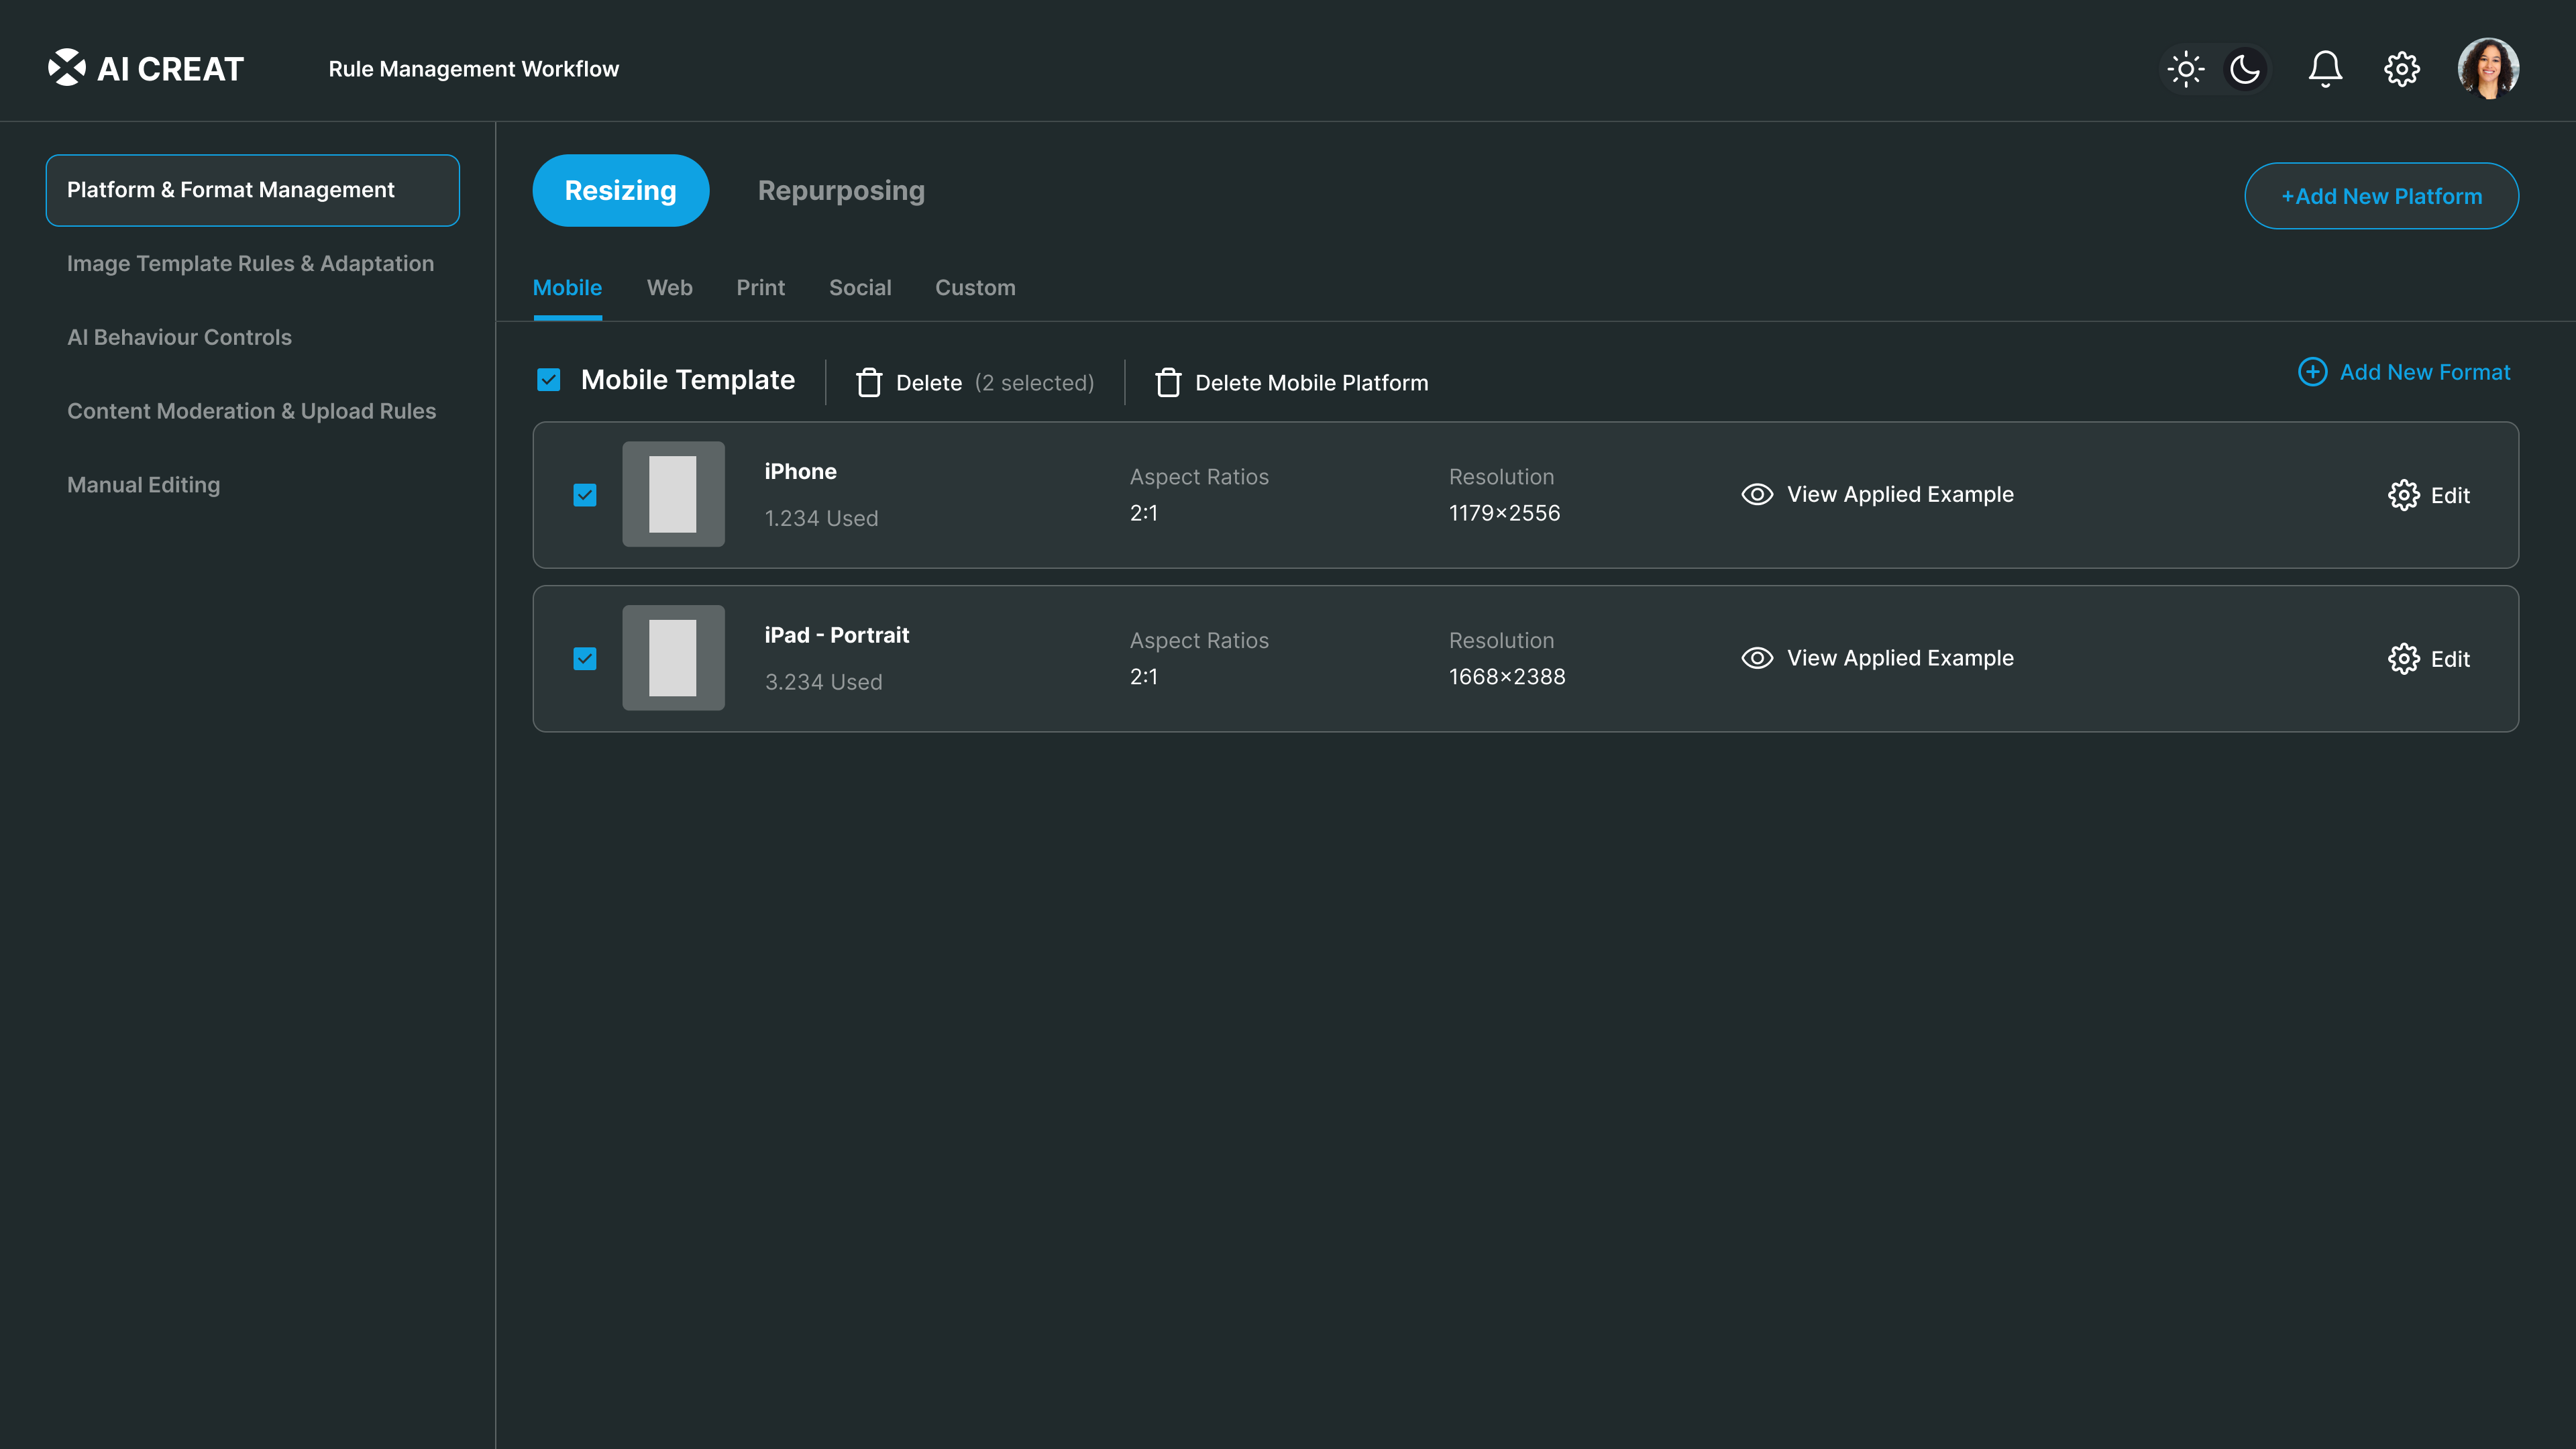 AI CREAT
Rule Management Workflow
Platform & Format Management
Image Template Rules & Adaptation
AI Behaviour Controls
Content Moderation & Upload Rules
Manual Editing
Resizing
Repurposing
+Add New Platform
Mobile
Web
Print
Social
Custom
Mobile Template
Delete (2 selected)
Delete Mobile Platform
Add New Format
iPhone
1.234 Used
Aspect Ratios
2:1
Resolution
1179×2556
View Applied Example
Edit
iPad - Portrait
3.234 Used
Aspect Ratios
2:1
Resolution
1668×2388
View Applied Example
Edit